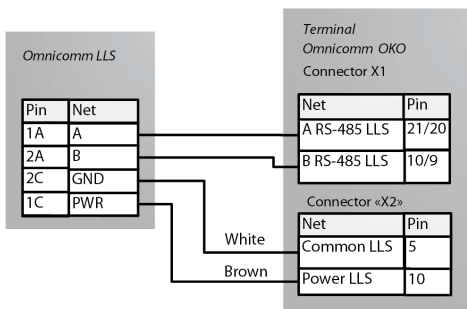 Omnicomm LLS
Pin Net
1A A
2A B
2C GND
1C PWR
Terminal
Omnicomm OKO
Connector X1
Net Pin
A RS-485 LLS 21/20
B RS-485 LLS 10/9
Connector «X2»
Net Pin
White Common LLS 5
Brown Power LLS 10